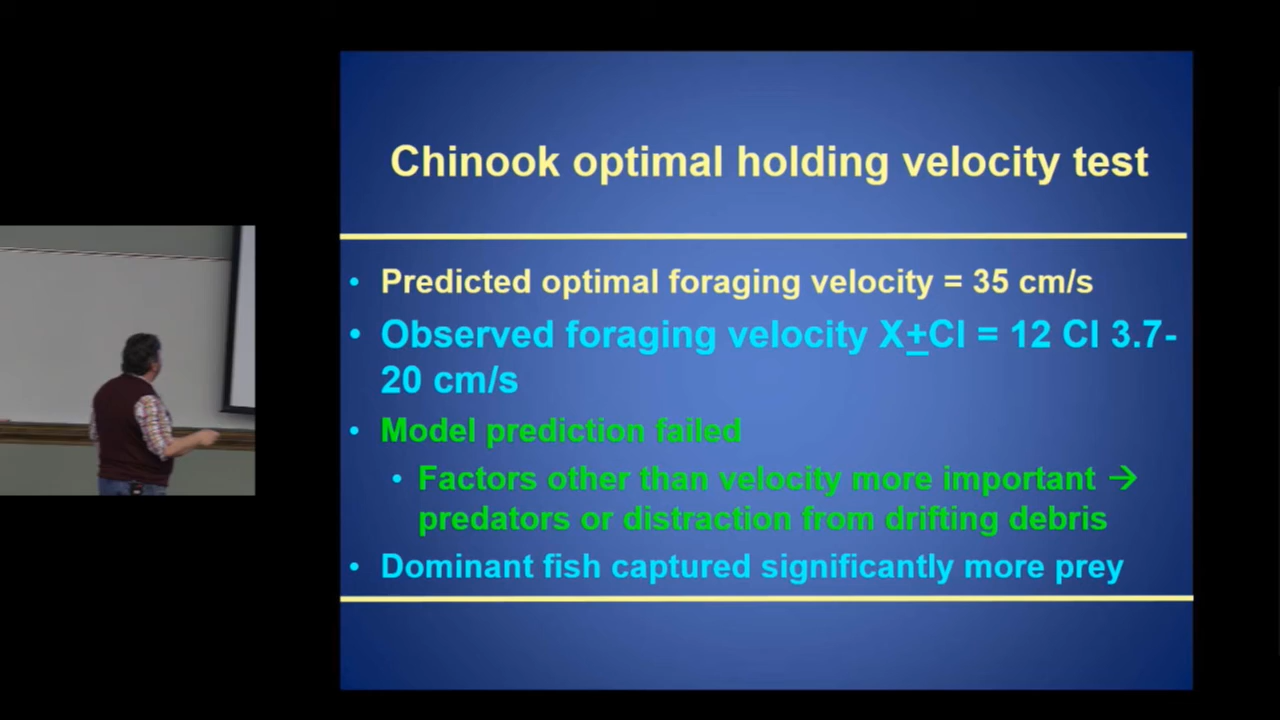 Chinook optimal holding velocity test
• Predicted optimal foraging velocity = 35 cm/s
• Observed foraging velocity X±CI = 12 CI 3.7-
20 cm/s
• Model prediction failed
• Factors other than velocity more important →
predators or distraction from drifting debris
• Dominant fish captured significantly more prey